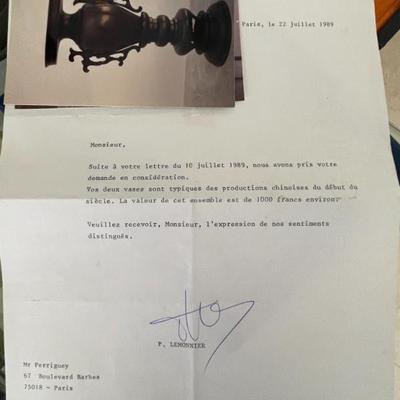 Paris, le 22 juillet 1989
Monsieur,
Suite à votre lettre du 10 juillet 1989, nous avons pris votre
demande en considération.
Vos deux vases sont typiques des productions chinoises du début du
siècle. La valeur de cet ensemble est de 1000 francs environ.
Veuillez recevoir, Monsieur, l'expression de nos sentiments
distingués.
P. LEMONNIER
Mr Perriguey
67 Boulevard Barbes
75018 - Paris